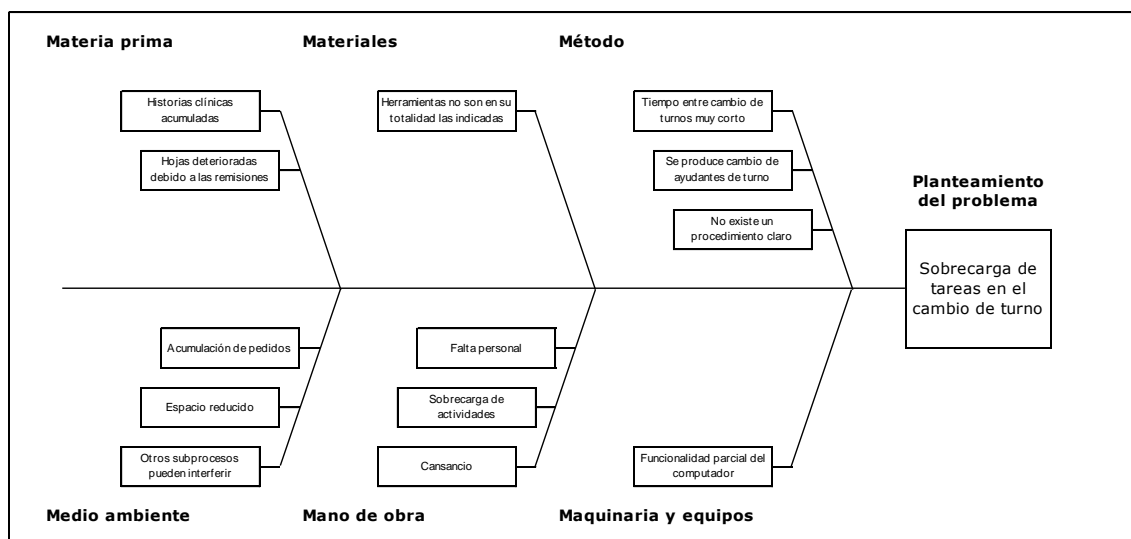 Materia prima
Materiales
Método
Historias clínicas
acumuladas
Hojas deterioradas
debido a las remisiones
Herramientas no son en su
totalidad las indicadas
Tiempo entre cambio de
turnos muy corto
Se produce cambio de
ayudantes de turno
No existe un
procedimiento claro
Planteamiento
del problema
Sobrecarga de
tareas en el
cambio de turno
Acumulación de pedidos
Espacio reducido
Otros subprocesos
pueden interferir
Falta personal
Sobrecarga de
actividades
Cansancio
Funcionalidad parcial del
computador
Medio ambiente
Mano de obra
Maquinaria y equipos